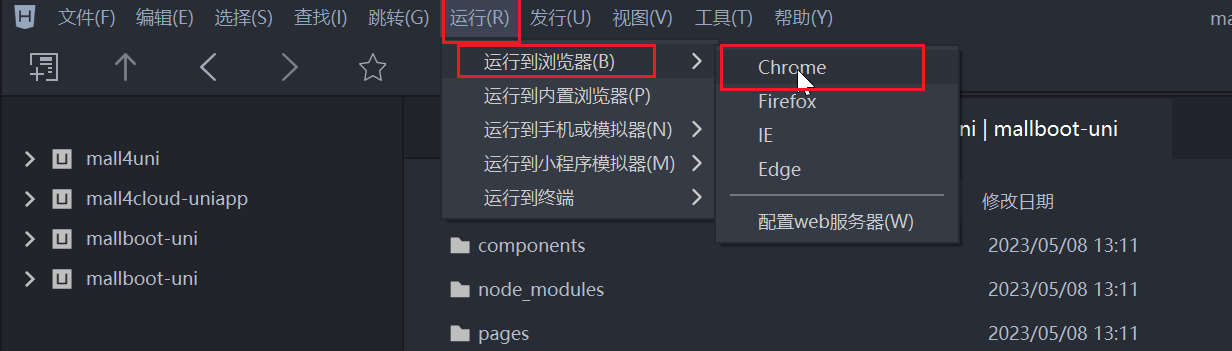 文件(F) 编辑(E) 选择(S) 查找(I) 跳转(G) 运行(R) 发行(U) 视图(V) 工具(T) 帮助(Y) ma
运行到浏览器(B)
运行到内置浏览器(P)
运行到手机或模拟器(N)
运行到小程序模拟器(M)
运行到终端
Chrome
Firefox
IE
Edge
配置web服务器(W)
mall4uni
mall4cloud-uniapp
mallboot-uni
mallboot-uni
ni | mallboot-uni
修改日期
components 2023/05/08 13:11
node_modules 2023/05/08 13:11
pages 2023/05/08 13:11